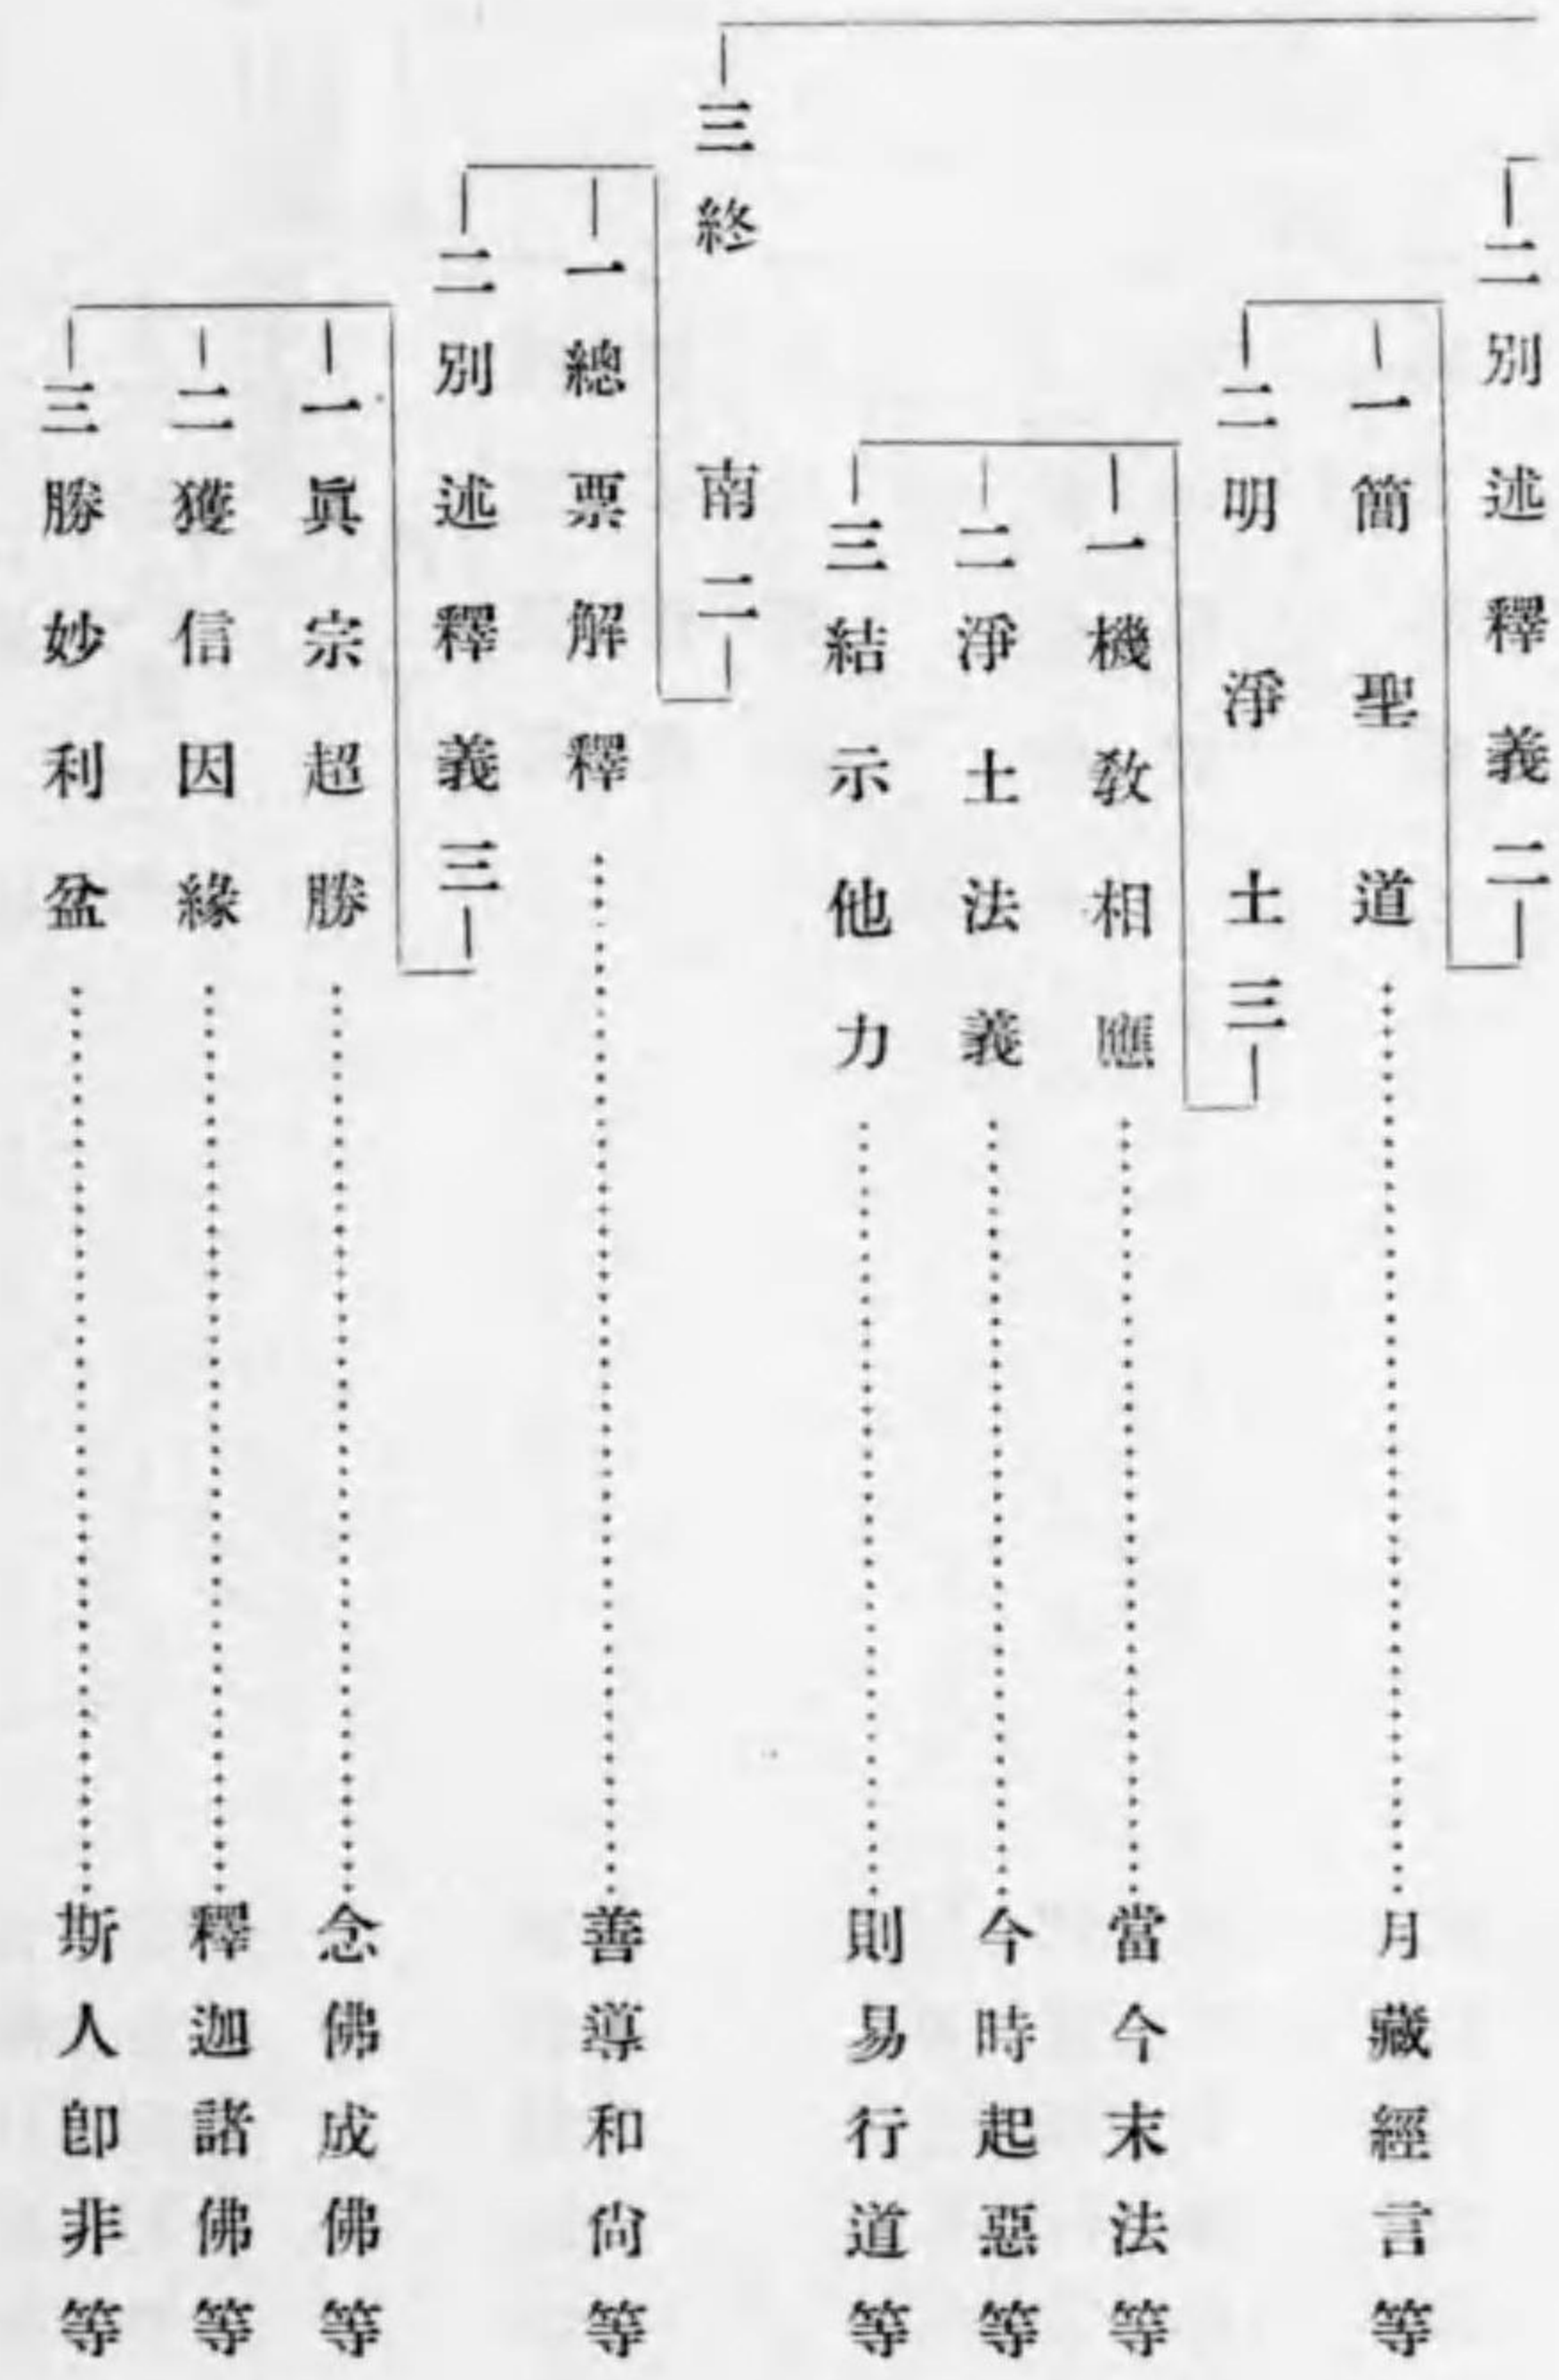 二別述釋義二
一簡聖道……月藏經言等
二明淨土三
一機敎相應……當今末法等
二淨土法義……今時起惡等
三結示他力……則易行道等
三終南二
一總票解釋……善導和尙等
二別述釋義三
一眞宗超勝……念佛成佛等
二獲信因緣……釋迦諸佛等
三勝妙利盆……斯人卽非等